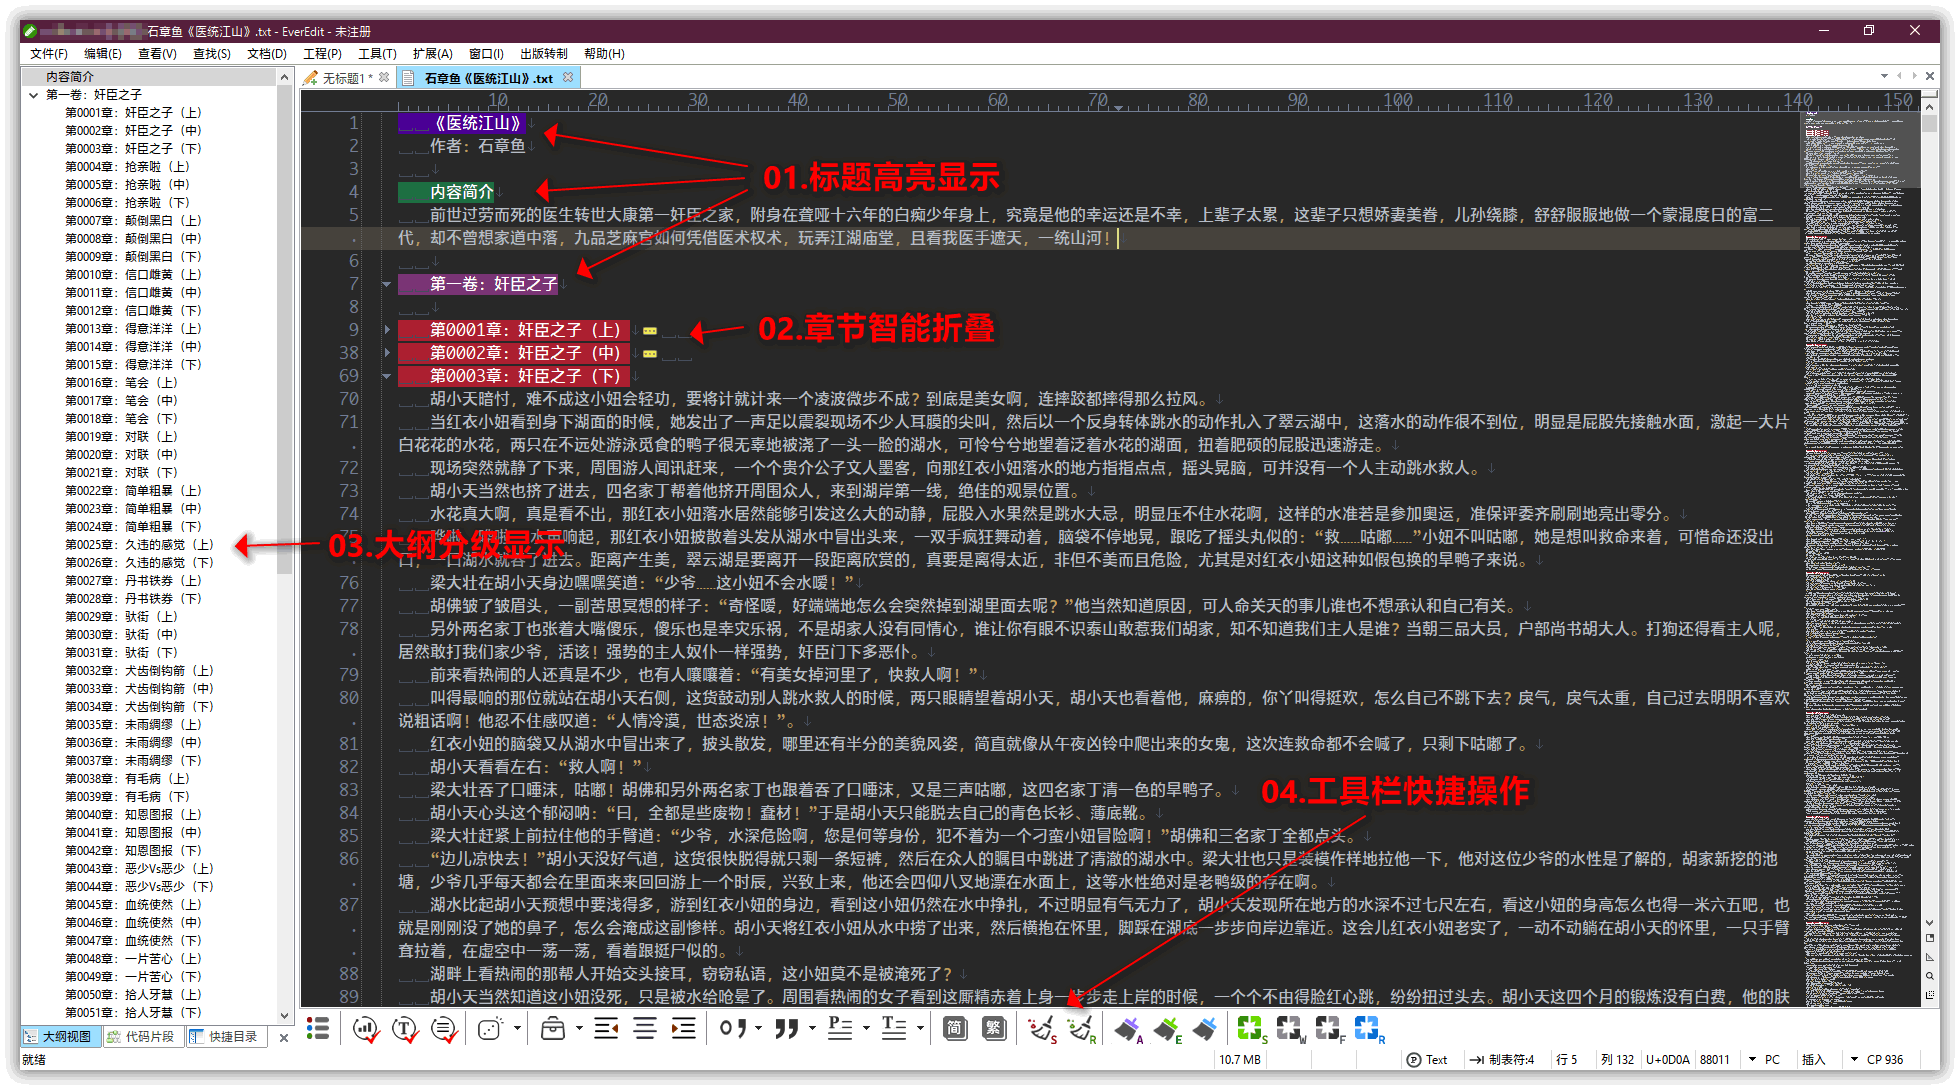 石章鱼《医统江山》.txt - EverEdit - 未注册
文件(F) 编辑(E) 查看(V) 查找(S) 文档(D) 工程(P) 工具(T) 扩展(A) 窗口(I) 出版转制 帮助(H)
内容简介
第一卷：奸臣之子
第0001章：奸臣之子（上）
第0002章：奸臣之子（中）
第0003章：奸臣之子（下）
第0004章：抢亲啦（上）
第0005章：抢亲啦（中）
第0006章：抢亲啦（下）
第0007章：颠倒黑白（上）
第0008章：颠倒黑白（中）
第0009章：颠倒黑白（下）
第0010章：信口雌黄（上）
第0011章：信口雌黄（中）
第0012章：信口雌黄（下）
第0013章：得意洋洋（上）
第0014章：得意洋洋（中）
第0015章：得意洋洋（下）
第0016章：笔会（上）
第0017章：笔会（中）
第0018章：笔会（下）
第0019章：对联（上）
第0020章：对联（中）
第0021章：对联（下）
第0022章：简单粗暴（上）
第0023章：简单粗暴（中）
第0024章：简单粗暴（下）
第0025章：久违的感觉（上）
第0026章：久违的感觉（下）
第0027章：丹书铁券（上）
第0028章：丹书铁券（下）
第0029章：驮街（上）
第0030章：驮街（中）
第0031章：驮街（下）
第0032章：犬齿倒钩箭（上）
第0033章：犬齿倒钩箭（中）
第0034章：犬齿倒钩箭（下）
第0035章：未雨绸缪（上）
第0036章：未雨绸缪（中）
第0037章：未雨绸缪（下）
第0038章：有毛病（上）
第0039章：有毛病（下）
第0040章：知恩图报（上）
第0041章：知恩图报（中）
第0042章：知恩图报（下）
第0043章：恶少Vs恶少（上）
第0044章：恶少Vs恶少（下）
第0045章：血统使然（上）
第0046章：血统使然（中）
第0047章：血统使然（下）
第0048章：一片苦心（上）
第0049章：一片苦心（下）
第0050章：拾人牙慧（上）
第0051章：拾人牙慧（下）
大纲视图 代码片段 快捷目录
无标题1 * 石章鱼《医统江山》.txt
10 20 30 40 50 60 70 80 90 100 110 120 130 140 150
1 《医统江山》
2 作者：石章鱼
3
4 内容简介
5 前世过劳而死的医生转世大康第一奸臣之家，附身在聋哑十六年的白痴少年身上，究竟是他的幸运还是不幸，上辈子太累，这辈子只想娇妻美眷，儿孙绕膝，舒舒服服地做一个蒙混度日的富二
代，却不曾想家道中落，九品芝麻官如何凭借医术权术，玩弄江湖庙堂，且看我医手遮天，一统山河！
6
7 第一卷：奸臣之子
8
9 第0001章：奸臣之子（上）
38 第0002章：奸臣之子（中）
69 第0003章：奸臣之子（下）
70 胡小天暗忖，难不成这小妞会轻功，要将计就计来一个凌波微步不成？到底是美女啊，连摔跤都摔得那么拉风。
71 当红衣小妞看到身下湖面的时候，她发出了一声足以震裂现场不少人耳膜的尖叫，然后以一个反身转体跳水的动作扎入了翠云湖中，这落水的动作很不到位，明显是屁股先接触水面，激起一大片
白花花的水花，两只在不远处游泳觅食的鸭子很无辜地被浇了一头一脸的湖水，可怜兮兮地望着泛着水花的湖面，扭着肥硕的屁股迅速游走。
72 现场突然就静了下来，周围游人闻讯赶来，一个个贵介公子文人墨客，向那红衣小妞落水的地方指指点点，摇头晃脑，可并没有一个人主动跳水救人。
73 胡小天当然也挤了进去，四名家丁帮着他挤开周围众人，来到湖岸第一线，绝佳的观景位置。
74 水花真大啊，真是看不出，那红衣小妞落水居然能够引发这么大的动静，屁股入水果然是跳水大忌，明显压不住水花啊，这样的水准若是参加奥运，准保评委齐刷刷地亮出零分。
75 响起，那红衣小妞披散着头发从湖水中冒出头来，一双手疯狂舞动着，脑袋不停地晃，跟吃了摇头丸似的：“救……咕嘟……”小妞不叫咕嘟，她是想叫救命来着，可惜命还没出
口，一口湖水就吞了进去。距离产生美，翠云湖是要离开一段距离欣赏的，真要是离得太近，非但不美而且危险，尤其是对红衣小妞这种如假包换的旱鸭子来说。
76 梁大壮在胡小天身边嘿嘿笑道：“少爷……这小妞不会水嗳！”
77 胡佛皱了皱眉头，一副苦思冥想的样子：“奇怪嗳，好端端地怎么会突然掉到湖里面去呢？”他当然知道原因，可人命关天的事儿谁也不想承认和自己有关。
78 另外两名家丁也张着大嘴傻乐，傻乐也是幸灾乐祸，不是胡家人没有同情心，谁让你有眼不识泰山敢惹我们胡家，知不知道我们主人是谁？当朝三品大员，户部尚书胡大人。打狗还得看主人呢，
居然敢打我们家少爷，活该！强势的主人奴仆一样强势，奸臣门下多恶仆。
79 前来看热闹的人还真是不少，也有人嚷嚷着：“有美女掉河里了，快救人啊！”
80 叫得最响的那位就站在胡小天右侧，这货鼓动别人跳水救人的时候，两只眼睛望着胡小天，胡小天也看着他，麻痹的，你丫叫得挺欢，怎么自己不跳下去？戾气，戾气太重，自己过去明明不喜欢
说粗话啊！他忍不住感叹道：“人情冷漠，世态炎凉！”。
81 红衣小妞的脑袋又从湖水中冒出来了，披头散发，哪里还有半分的美貌风姿，简直就像从午夜凶铃中爬出来的女鬼，这次连救命都不会喊了，只剩下咕嘟了。
82 胡小天看看左右：“救人啊！”
83 梁大壮吞了口唾沫，咕嘟！胡佛和另外两名家丁也跟着吞了口唾沫，又是三声咕嘟，这四名家丁清一色的旱鸭子。
84 胡小天心头这个郁闷呐：“曰，全都是些废物！蠢材！”于是胡小天只能脱去自己的青色长衫、薄底靴。
85 梁大壮赶紧上前拉住他的手臂道：“少爷，水深危险啊，您是何等身份，犯不着为一个刁蛮小妞冒险啊！”胡佛和三名家丁全都点头。
86 “边儿凉快去！”胡小天没好气道，这货很快脱得就只剩一条短裤，然后在众人的瞩目中跳进了清澈的湖水中。梁大壮也只是装模作样地拉他一下，他对这位少爷的水性是了解的，胡家新挖的池
塘，少爷几乎每天都会在里面来来回回游上一个时辰，兴致上来，他还会四仰八叉地漂在水面上，这等水性绝对是老鸭级的存在啊。
87 湖水比起胡小天预想中要浅得多，游到红衣小妞的身边，看到这小妞仍然在水中挣扎，不过明显有气无力了，胡小天发现所在地方的水深不过七尺左右，看这小妞的身高怎么也得一米六五吧，也
就是刚刚没了她的鼻子，怎么会淹成这副惨样。胡小天将红衣小妞从水中捞了出来，然后横抱在怀里，脚踩在湖底一步步向岸边靠近。这会儿红衣小妞老实了，一动不动躺在胡小天的怀里，一只手臂
耷拉着，在虚空中一荡一荡，看着跟挺尸似的。
88 湖畔上看热闹的那帮人开始交头接耳，窃窃私语，这小妞莫不是被淹死了？
89 胡小天当然知道这小妞没死，只是被水给呛晕了。周围看热闹的女子看到这厮精赤着上身一步步走上岸的时候，一个个不由得脸红心跳，纷纷扭过头去。胡小天这四个月的锻炼没有白费，他的肤
01.标题高亮显示
02.章节智能折叠
03.大纲分级显示
04.工具栏快捷操作
简 繁 S R A E S W F R
就绪 10.7 MB Text 制表符:4 行 5 列 132 U+0D0A 88011 PC 插入 CP 936